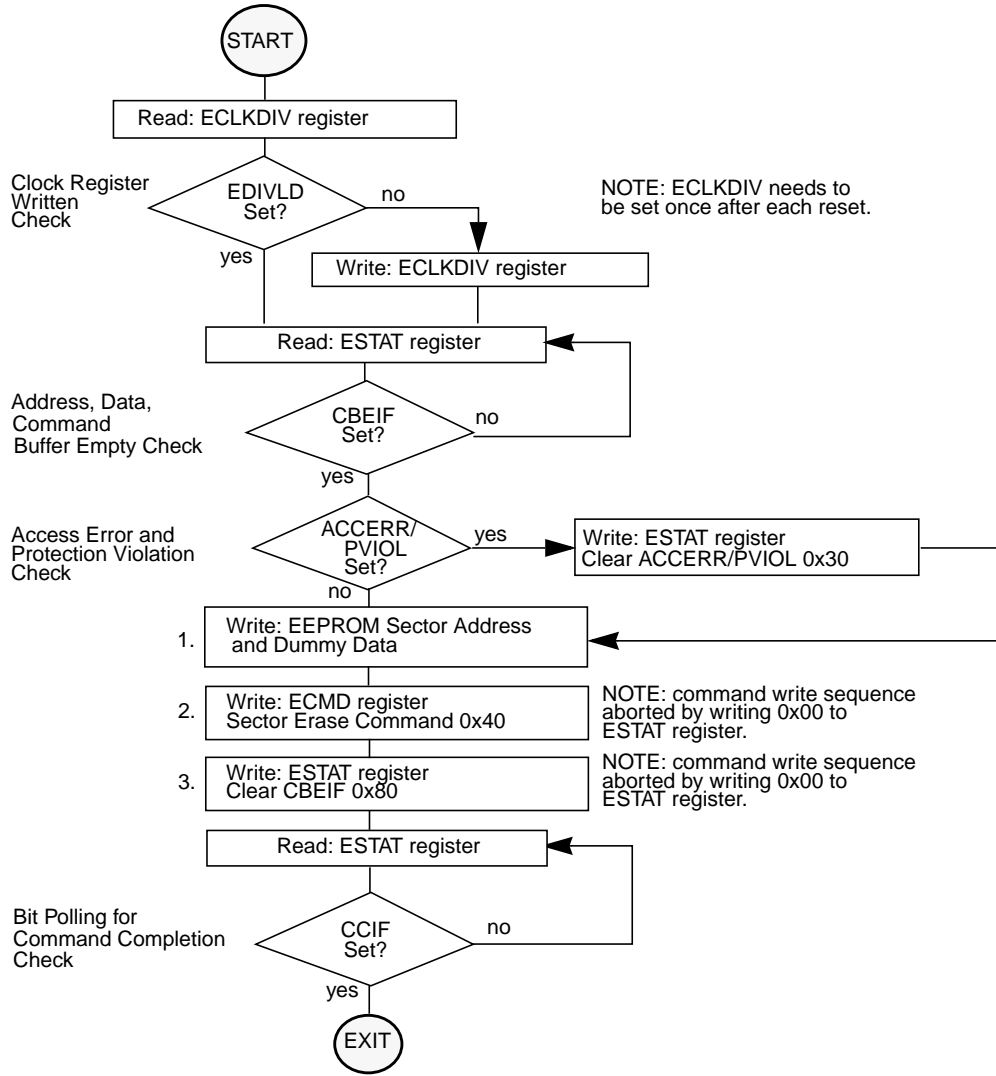 START
Read: ECLKDIV register
Clock Register
Written
Check
EDIVLD
Set?
no
yes
NOTE: ECLKDIV needs to
be set once after each reset.
Write: ECLKDIV register
Read: ESTAT register
Address, Data,
Command
Buffer Empty Check
CBEIF
Set?
no
yes
Access Error and
Protection Violation
Check
ACCERR/
PVIOL
Set?
yes
no
Write: ESTAT register
Clear ACCERR/PVIOL 0x30
1.
Write: EEPROM Sector Address
and Dummy Data
2.
Write: ECMD register
Sector Erase Command 0x40
NOTE: command write sequence
aborted by writing 0x00 to
ESTAT register.
3.
Write: ESTAT register
Clear CBEIF 0x80
NOTE: command write sequence
aborted by writing 0x00 to
ESTAT register.
Read: ESTAT register
Bit Polling for
Command Completion
Check
CCIF
Set?
no
yes
EXIT